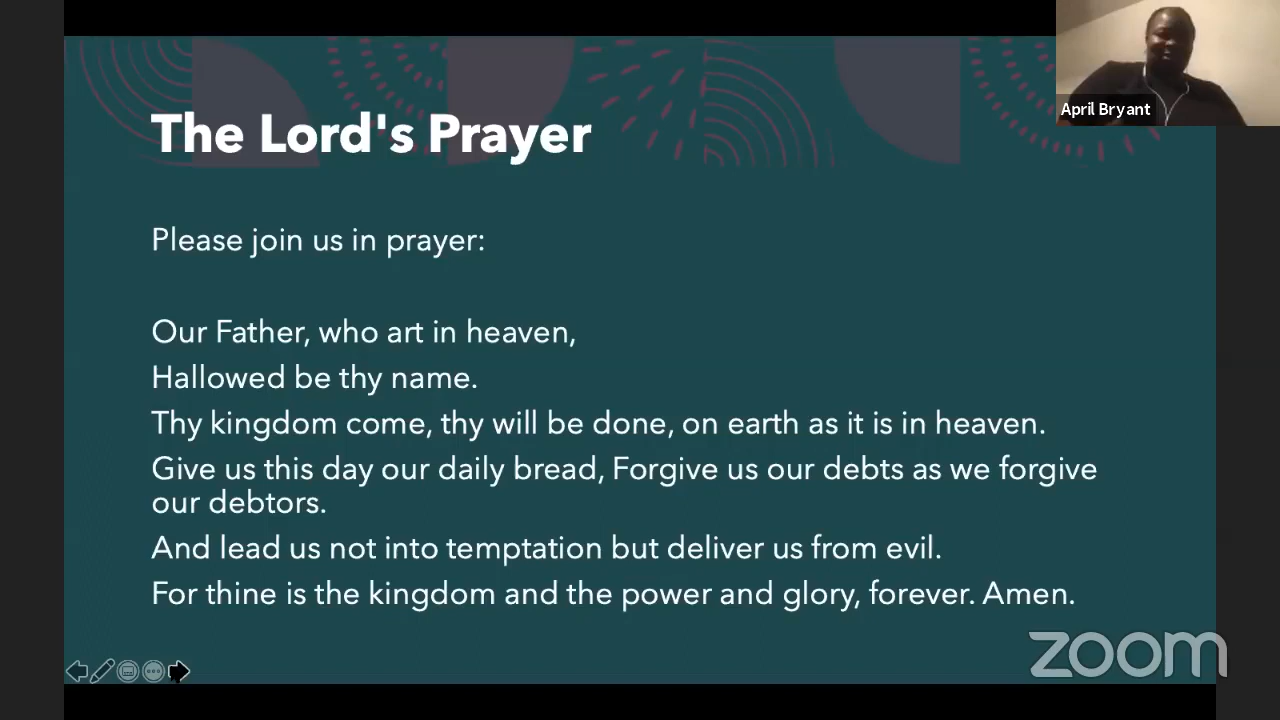 The Lord's Prayer
April Bryant
Please join us in prayer:
Our Father, who art in heaven,
Hallowed be thy name.
Thy kingdom come, thy will be done, on earth as it is in heaven.
Give us this day our daily bread, Forgive us our debts as we forgive
our debtors.
And lead us not into temptation but deliver us from evil.
For thine is the kingdom and the power and glory, forever. Amen.
zoom